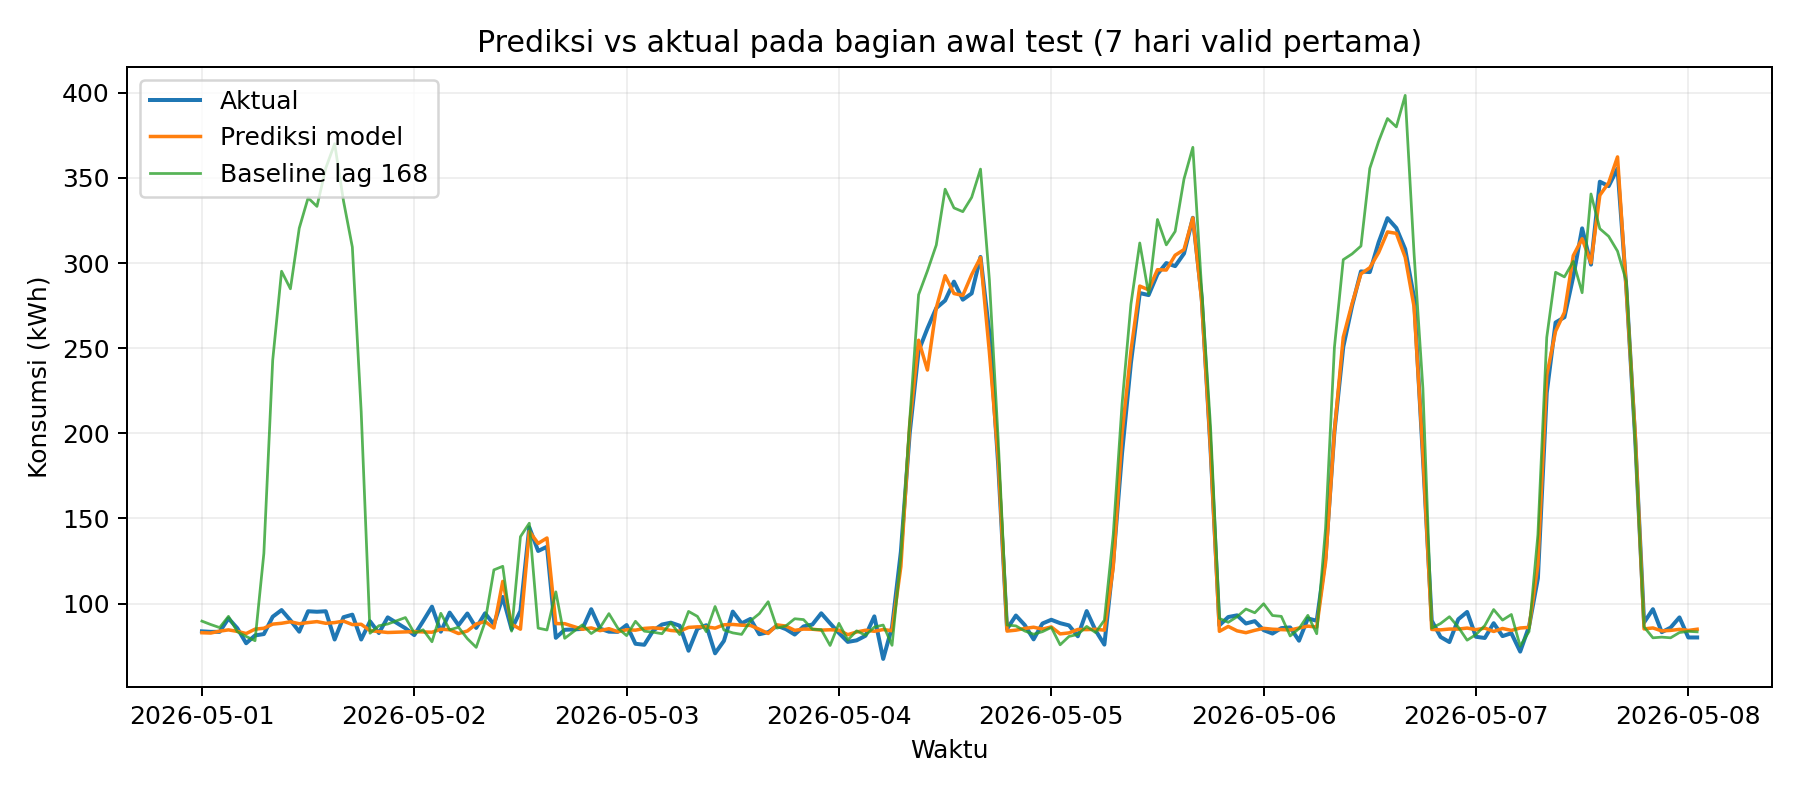 Prediksi vs aktual pada bagian awal test (7 hari valid pertama)
Aktual
Prediksi model
Baseline lag 168
Konsumsi (kWh)
400
350
300
250
200
150
100
2026-05-01 2026-05-02 2026-05-03 2026-05-04 2026-05-05 2026-05-06 2026-05-07 2026-05-08
Waktu